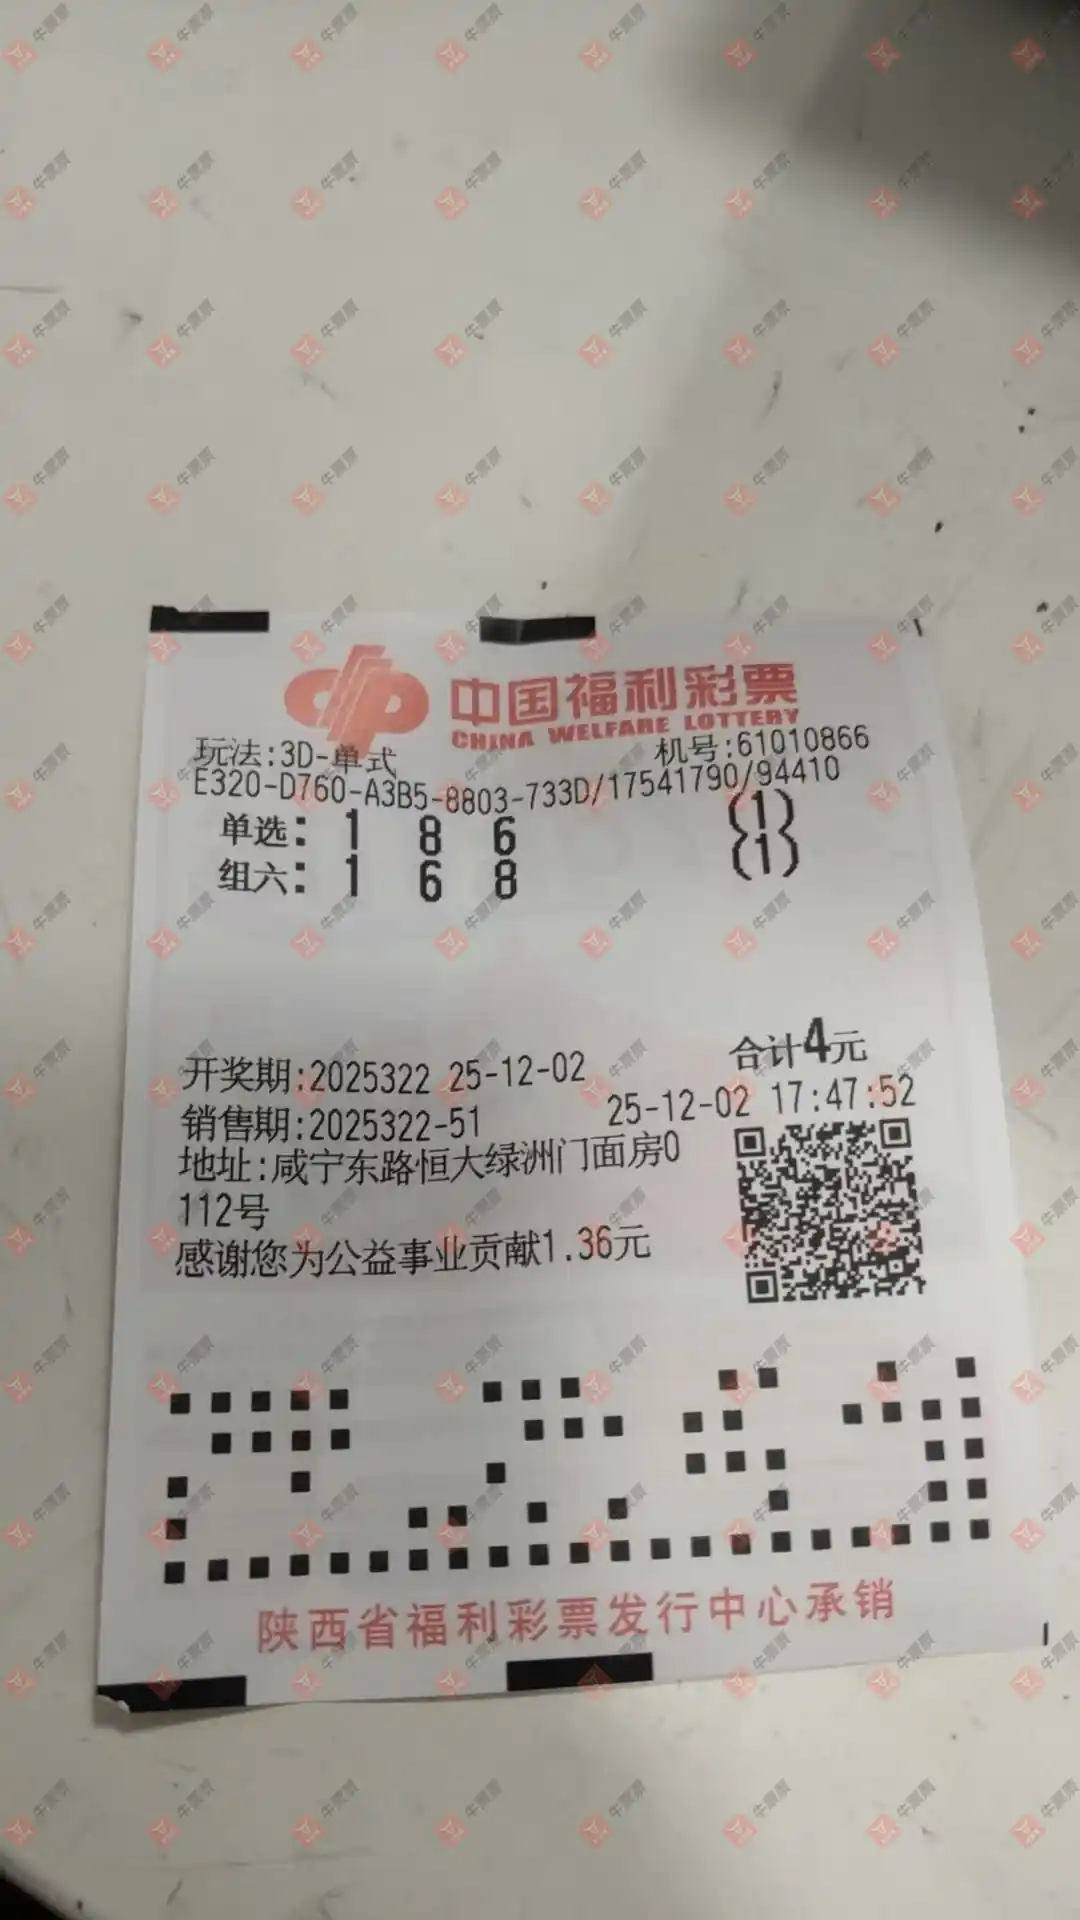 中国福利彩票
CHINA WELFARE LOTTERY
玩法:3D-单式 机号:61010866
E320-D760-A3B5-8803-733D/17541790/94410
单选: 1 8 6 (1)
组六: 1 6 8 (1)
合计4元
开奖期:2025322 25-12-02
销售期:2025322-51 25-12-02 17:47:52
地址:咸宁东路恒大绿洲门面房0
112号
感谢您为公益事业贡献1.36元
陕西省福利彩票发行中心承销
牛票票